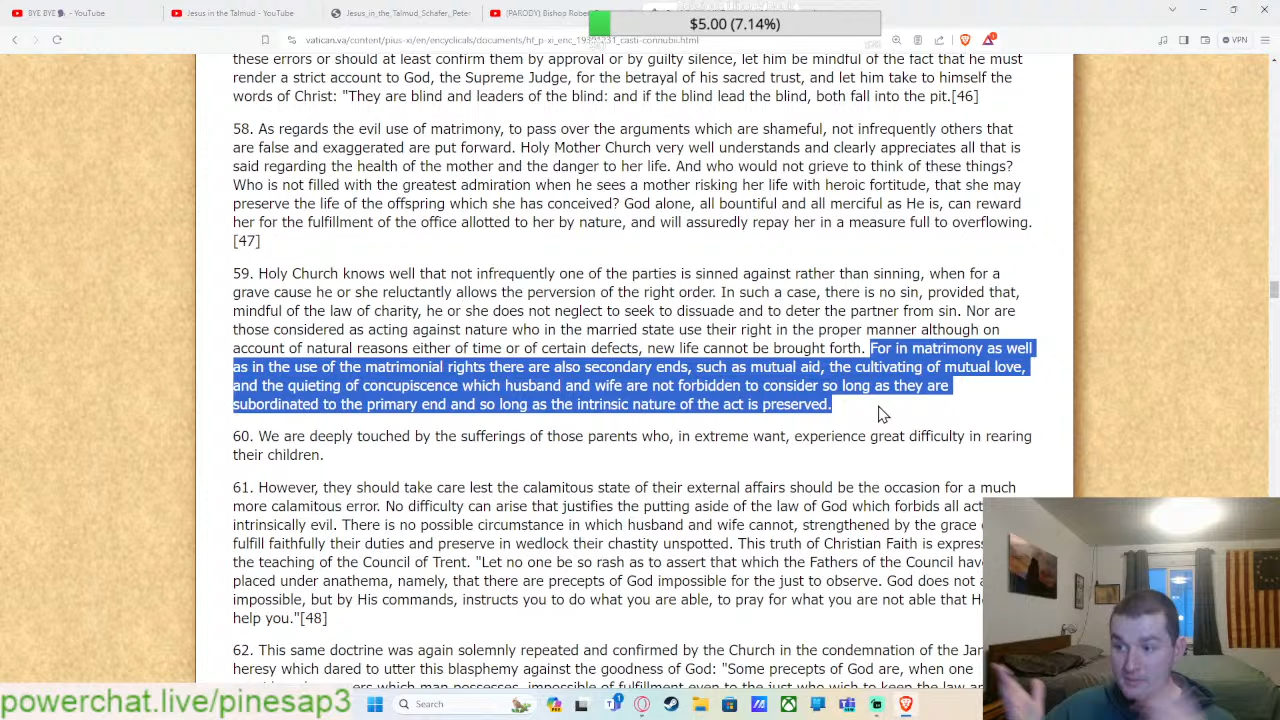 BYE BYE - YouTube
Jesus in the Talmud - YouTube
Jesus_in_the_Talmud_Schafer_Peter
(PARODY) Bishop Robe
$5.00 (7.14%)
vatican.va/content/pius-xi/en/encyclicals/documents/hf_p-xi_enc_19301231_casti-connubii.html
VPN
these errors or should at least confirm them by approval or by guilty silence, let him be mindful of the fact that he must
render a strict account to God, the Supreme Judge, for the betrayal of his sacred trust, and let him take to himself the
words of Christ: "They are blind and leaders of the blind: and if the blind lead the blind, both fall into the pit.[46]
58. As regards the evil use of matrimony, to pass over the arguments which are shameful, not infrequently others that
are false and exaggerated are put forward. Holy Mother Church very well understands and clearly appreciates all that is
said regarding the health of the mother and the danger to her life. And who would not grieve to think of these things?
Who is not filled with the greatest admiration when he sees a mother risking her life with heroic fortitude, that she may
preserve the life of the offspring which she has conceived? God alone, all bountiful and all merciful as He is, can reward
her for the fulfillment of the office allotted to her by nature, and will assuredly repay her in a measure full to overflowing.
[47]
59. Holy Church knows well that not infrequently one of the parties is sinned against rather than sinning, when for a
grave cause he or she reluctantly allows the perversion of the right order. In such a case, there is no sin, provided that,
mindful of the law of charity, he or she does not neglect to seek to dissuade and to deter the partner from sin. Nor are
those considered as acting against nature who in the married state use their right in the proper manner although on
account of natural reasons either of time or of certain defects, new life cannot be brought forth. For in matrimony as well
as in the use of the matrimonial rights there are also secondary ends, such as mutual aid, the cultivating of mutual love,
and the quieting of concupiscence which husband and wife are not forbidden to consider so long as they are
subordinated to the primary end and so long as the intrinsic nature of the act is preserved.
60. We are deeply touched by the sufferings of those parents who, in extreme want, experience great difficulty in rearing
their children.
61. However, they should take care lest the calamitous state of their external affairs should be the occasion for a much
more calamitous error. No difficulty can arise that justifies the putting aside of the law of God which forbids all act
intrinsically evil. There is no possible circumstance in which husband and wife cannot, strengthened by the grace
fulfill faithfully their duties and preserve in wedlock their chastity unspotted. This truth of Christian Faith is express
the teaching of the Council of Trent. "Let no one be so rash as to assert that which the Fathers of the Council hav
placed under anathema, namely, that there are precepts of God impossible for the just to observe. God does not a
impossible, but by His commands, instructs you to do what you are able, to pray for what you are not able that H
help you."[48]
62. This same doctrine was again solemnly repeated and confirmed by the Church in the condemnation of the Jan
heresy which dared to utter this blasphemy against the goodness of God: "Some precepts of God are, when one
powerchat.live/pinesap3
Search